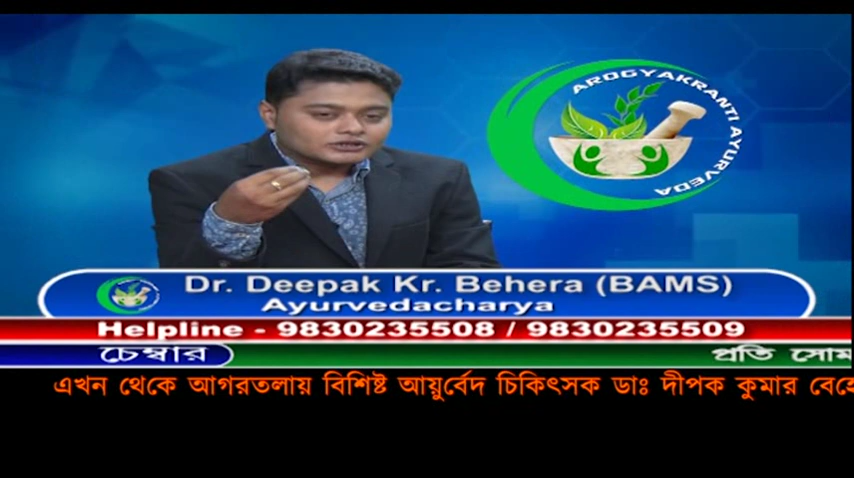 AROGYAKRANTI AYURVEDA
Dr. Deepak Kr. Behera (BAMS)
Ayurvedacharya
Helpline - 9830235508 / 9830235509
চেম্বার
প্রতি সোম
এখন থেকে আগরতলায় বিশিষ্ট আয়ুর্বেদ চিকিৎসক ডাঃ দীপক কুমার বেহে